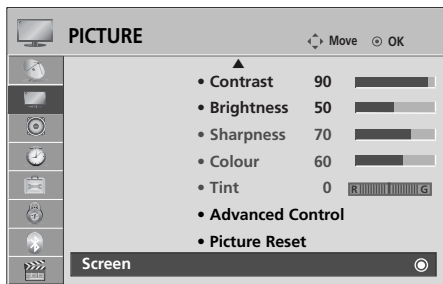 PICTURE Move OK
• Contrast 90
• Brightness 50
• Sharpness 70
• Colour 60
• Tint 0 R G
• Advanced Control
• Picture Reset
Screen